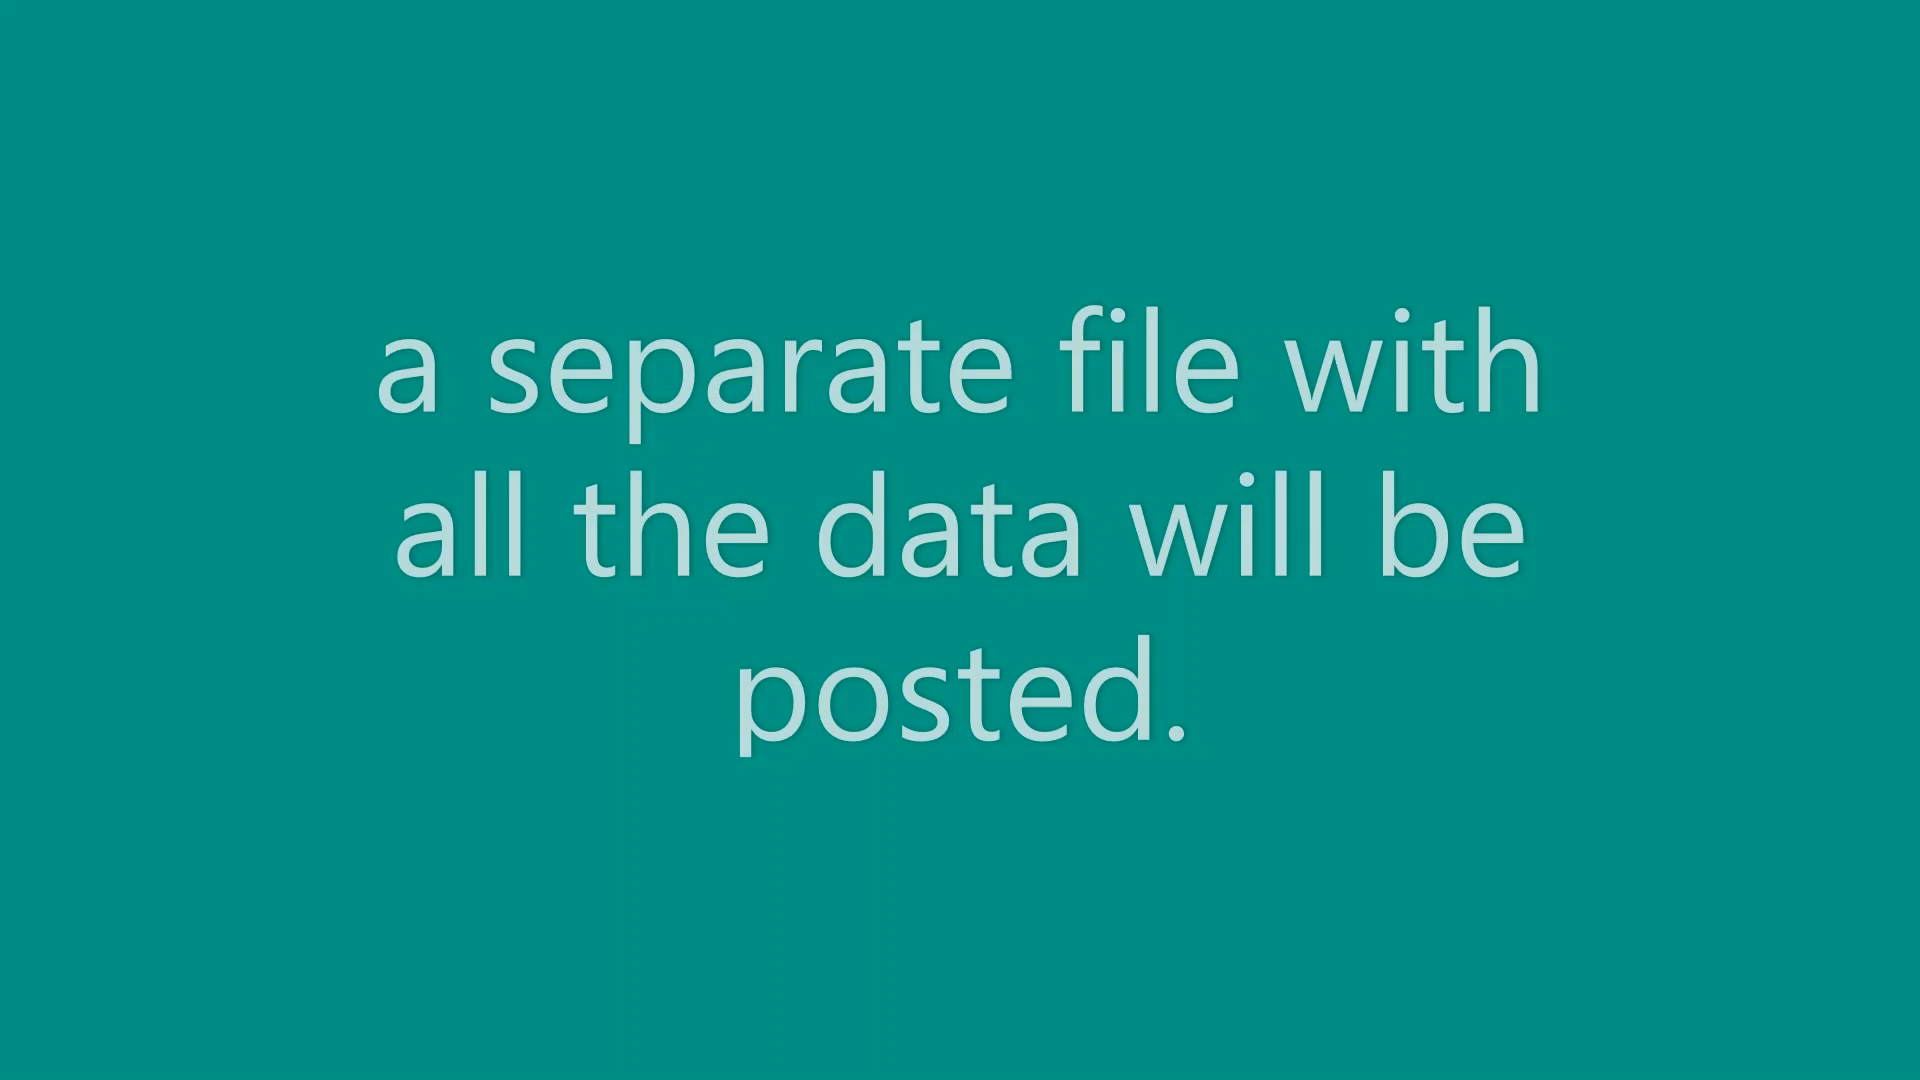 a separate file with
all the data will be
posted.